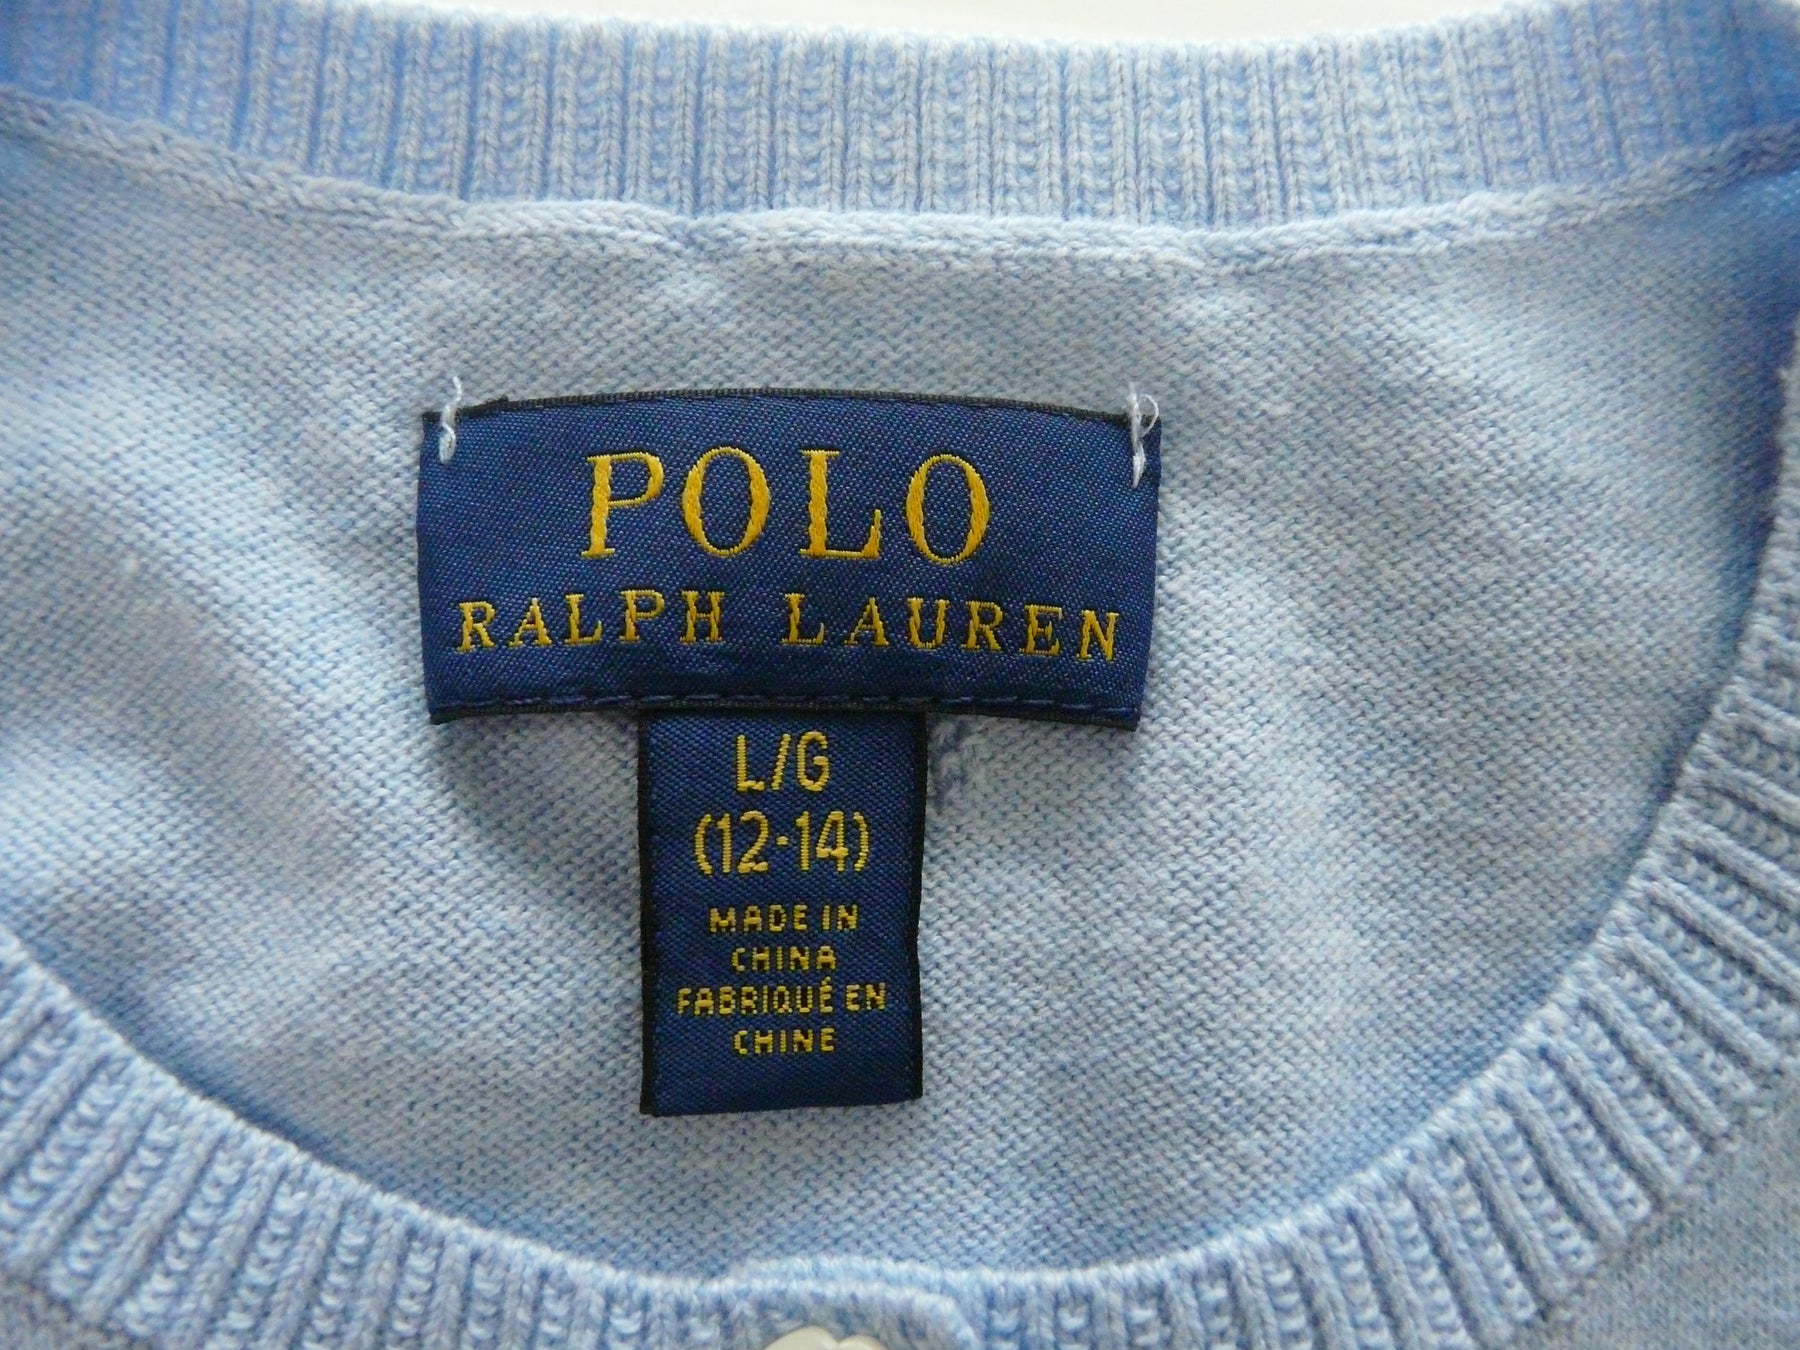 POLO
RALPH LAUREN
L/G
(12-14)
MADE IN
CHINA
FABRIQUÉ EN
CHINE